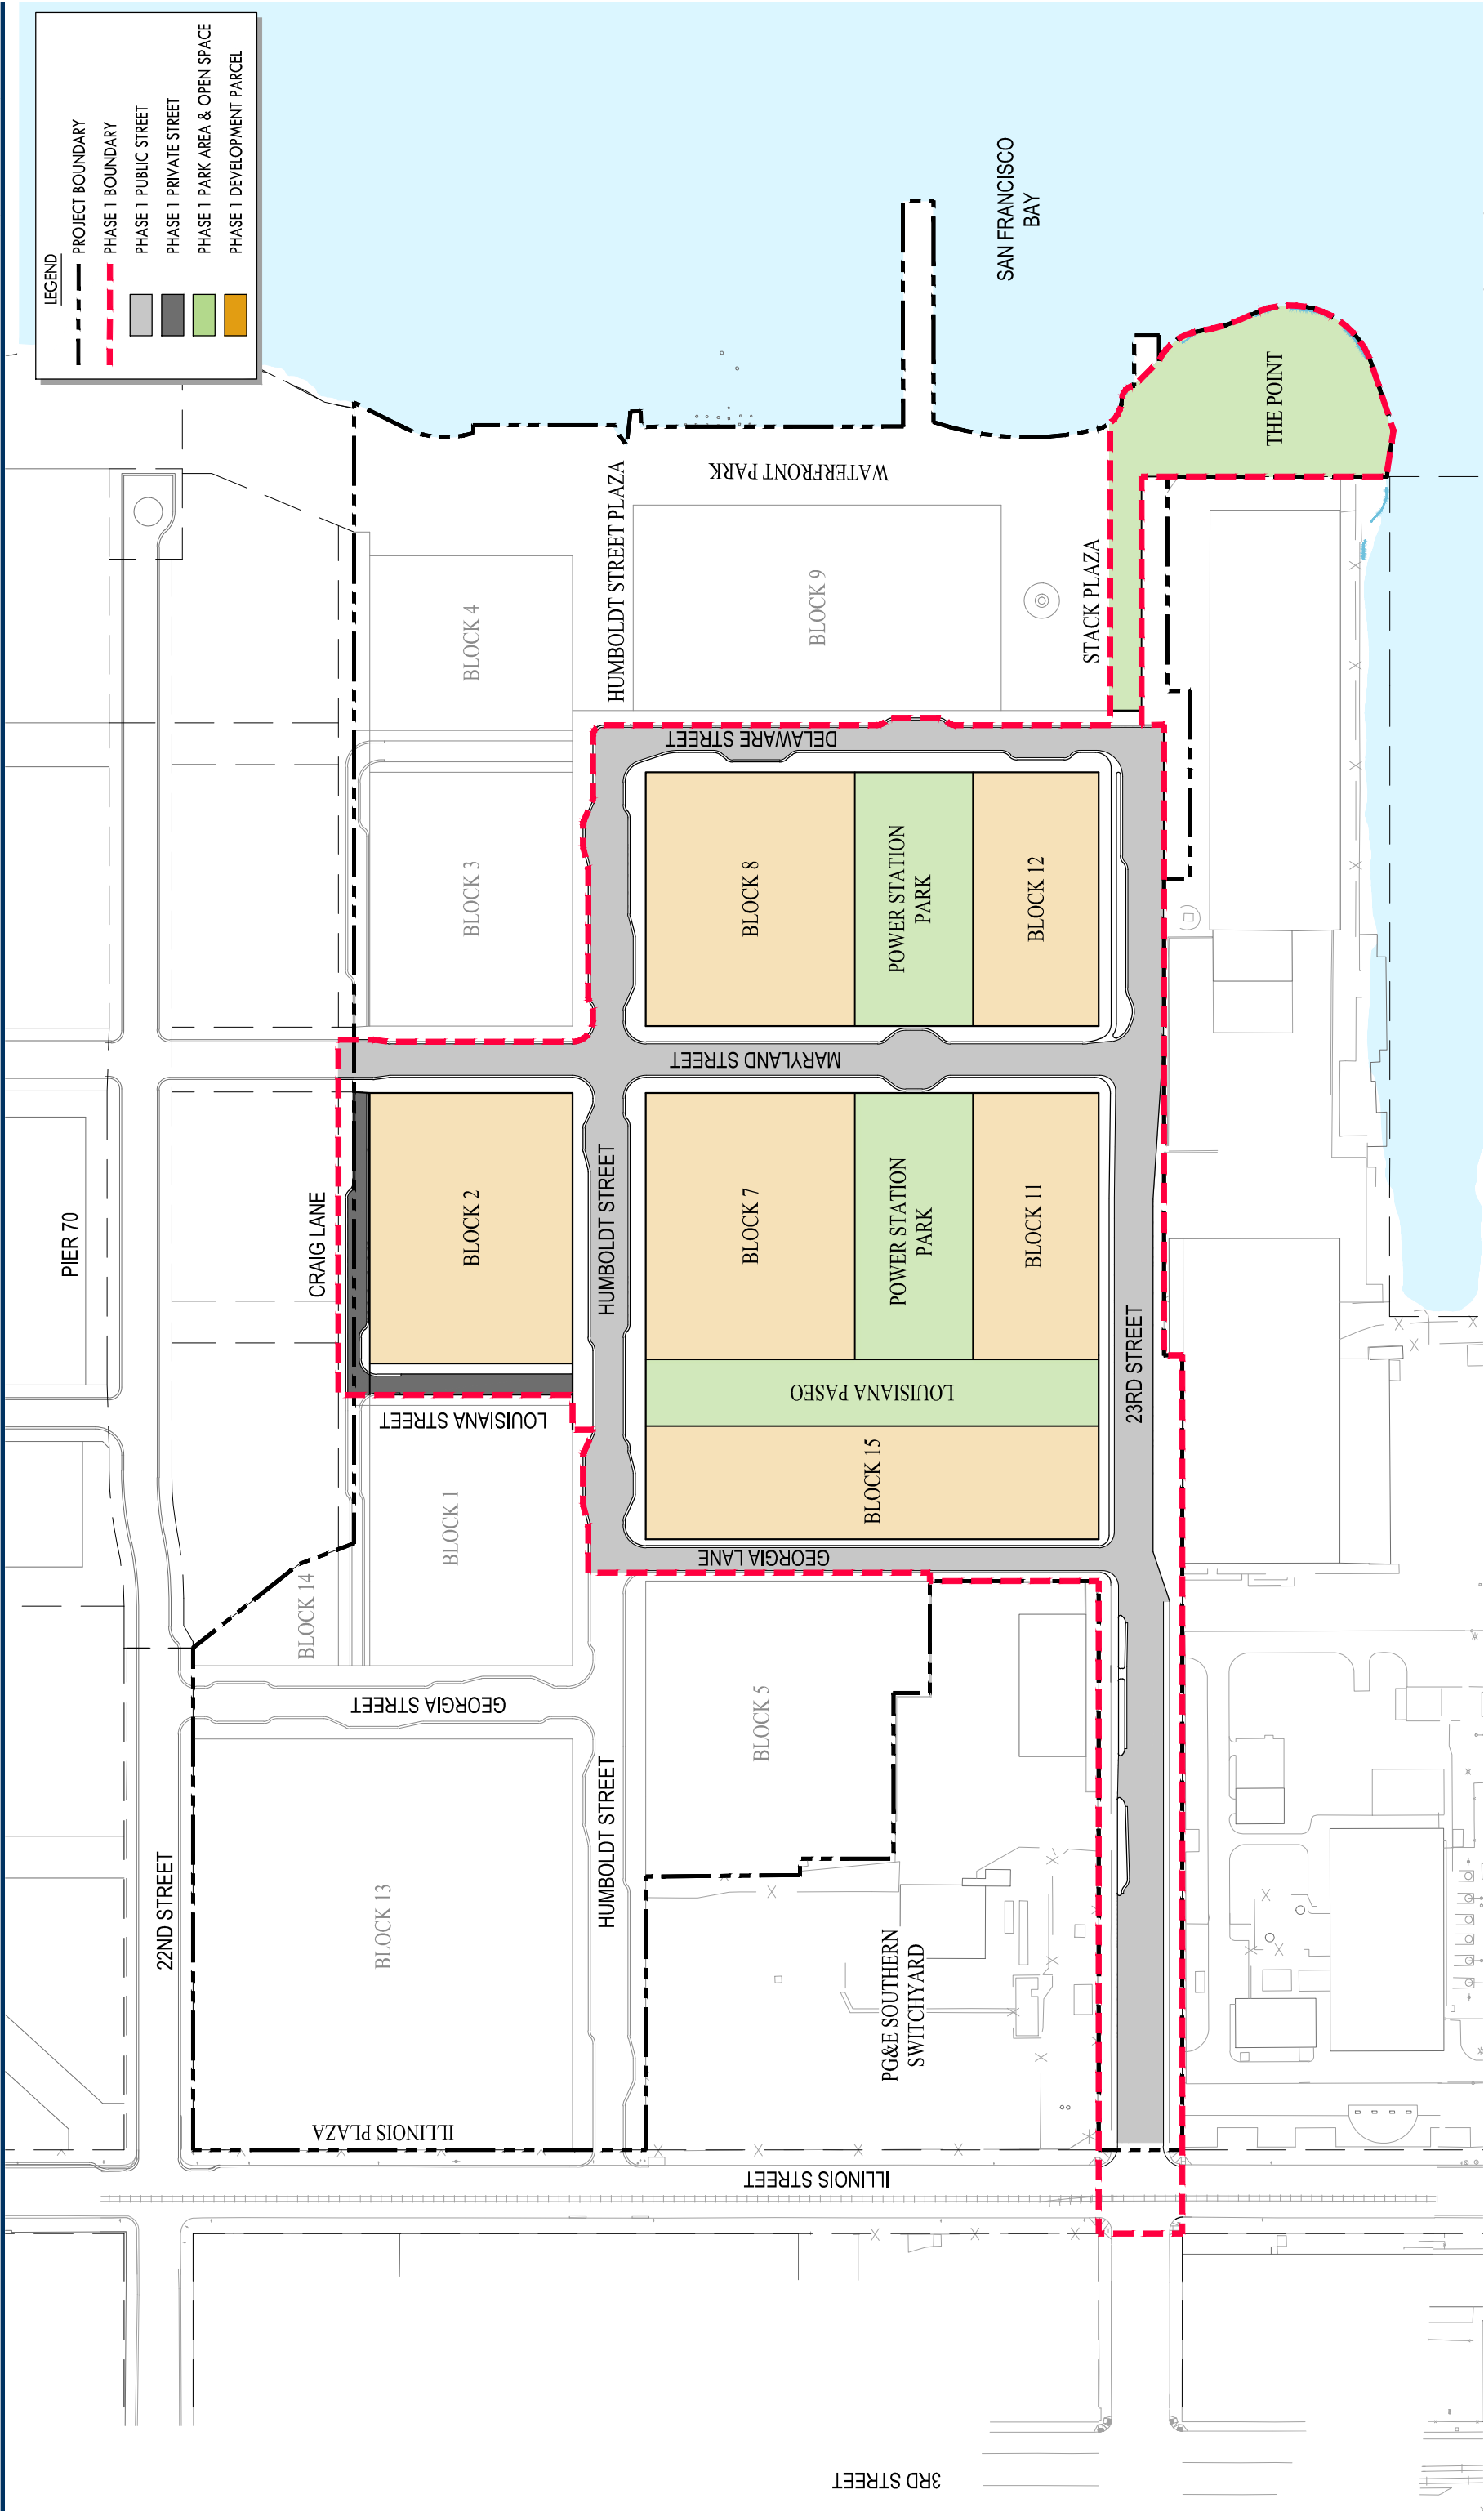 LEGEND
PROJECT BOUNDARY
PHASE 1 BOUNDARY
PHASE 1 PUBLIC STREET
PHASE 1 PRIVATE STREET
PHASE 1 PARK AREA & OPEN SPACE
PHASE 1 DEVELOPMENT PARCEL
PIER 70
22ND STREET
CRAIG LANE
BLOCK 14
BLOCK 13
BLOCK 1
BLOCK 2
BLOCK 3
BLOCK 4
ILLINOIS PLAZA
GEORGIA STREET
LOUISIANA STREET
HUMBOLDT STREET
HUMBOLDT STREET
HUMBOLDT STREET PLAZA
BLOCK 5
BLOCK 7
BLOCK 8
BLOCK 9
WATERFRONT PARK
GEORGIA LANE
MARYLAND STREET
DELAWARE STREET
BLOCK 15
LOUISIANA PASEO
POWER STATION
PARK
POWER STATION
PARK
PG&E SOUTHERN
SWITCHYARD
BLOCK 11
BLOCK 12
SAN FRANCISCO
BAY
STACK PLAZA
23RD STREET
THE POINT
ILLINOIS STREET
3RD STREET